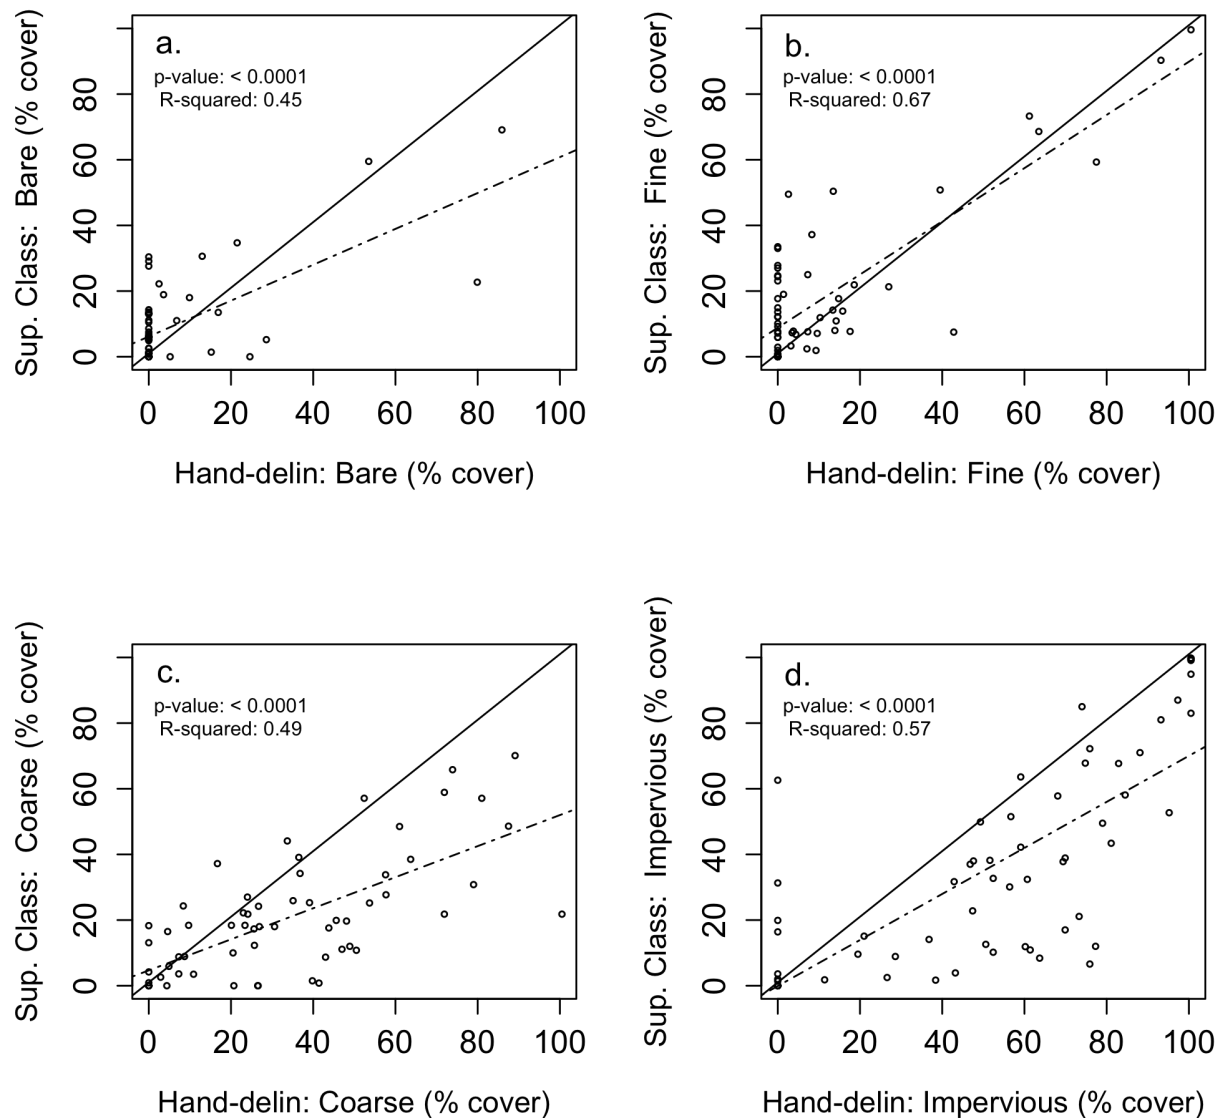 a.
p-value: < 0.0001
R-squared: 0.45
Sup. Class: Bare (% cover)
0 20 40 60 80
0 20 40 60 80 100
Hand-delin: Bare (% cover)
b.
p-value: < 0.0001
R-squared: 0.67
Sup. Class: Fine (% cover)
0 20 40 60 80
0 20 40 60 80 100
Hand-delin: Fine (% cover)
c.
p-value: < 0.0001
R-squared: 0.49
Sup. Class: Coarse (% cover)
0 20 40 60 80
0 20 40 60 80 100
Hand-delin: Coarse (% cover)
d.
p-value: < 0.0001
R-squared: 0.57
Sup. Class: Impervious (% cover)
0 20 40 60 80
0 20 40 60 80 100
Hand-delin: Impervious (% cover)